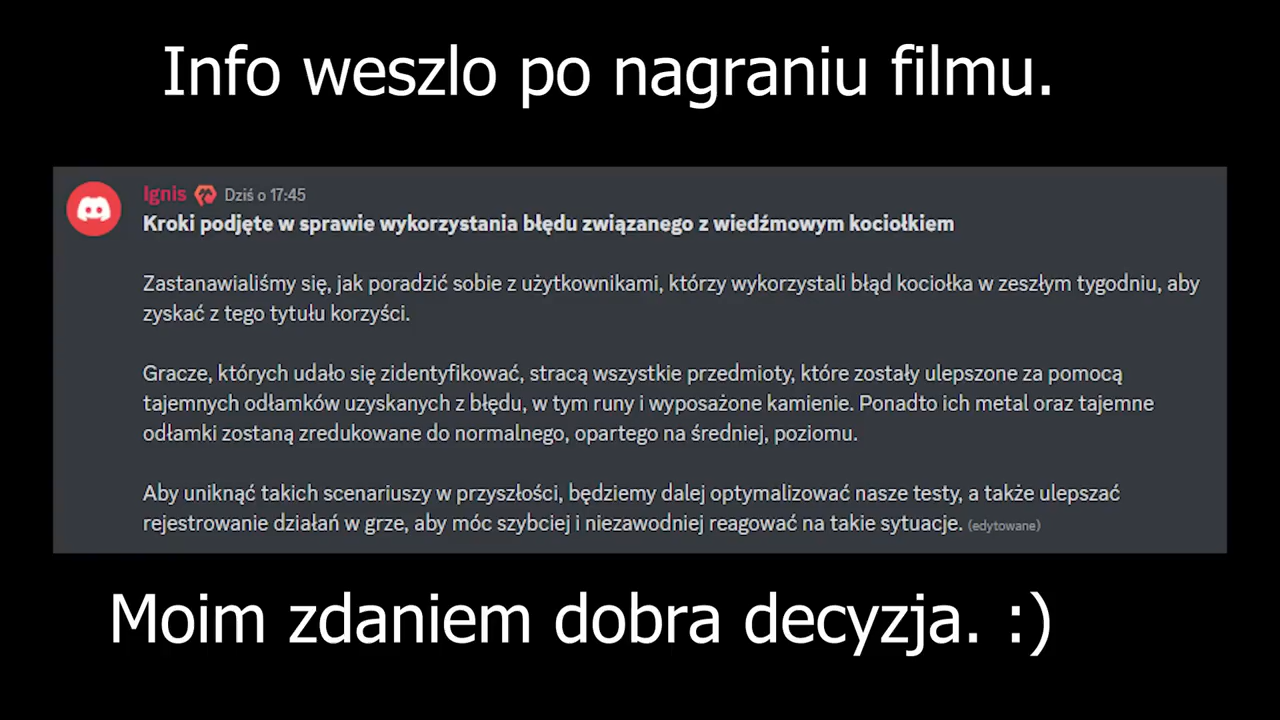 Info weszlo po nagraniu filmu.
Ignis Dziś o 17:45
Kroki podjęte w sprawie wykorzystania błędu związanego z wiedźmowym kociołkiem
Zastanawialiśmy się, jak poradzić sobie z użytkownikami, którzy wykorzystali błąd kociołka w zeszłym tygodniu, aby
zyskać z tego tytułu korzyści.
Gracze, których udało się zidentyfikować, stracą wszystkie przedmioty, które zostały ulepszone za pomocą
tajemnych odłamków uzyskanych z błędu, w tym runy i wyposażone kamienie. Ponadto ich metal oraz tajemne
odłamki zostaną zredukowane do normalnego, opartego na średniej, poziomu.
Aby uniknąć takich scenariuszy w przyszłości, będziemy dalej optymalizować nasze testy, a także ulepszać
rejestrowanie działań w grze, aby móc szybciej i niezawodniej reagować na takie sytuacje. (edytowane)
Moim zdaniem dobra decyzja. :)